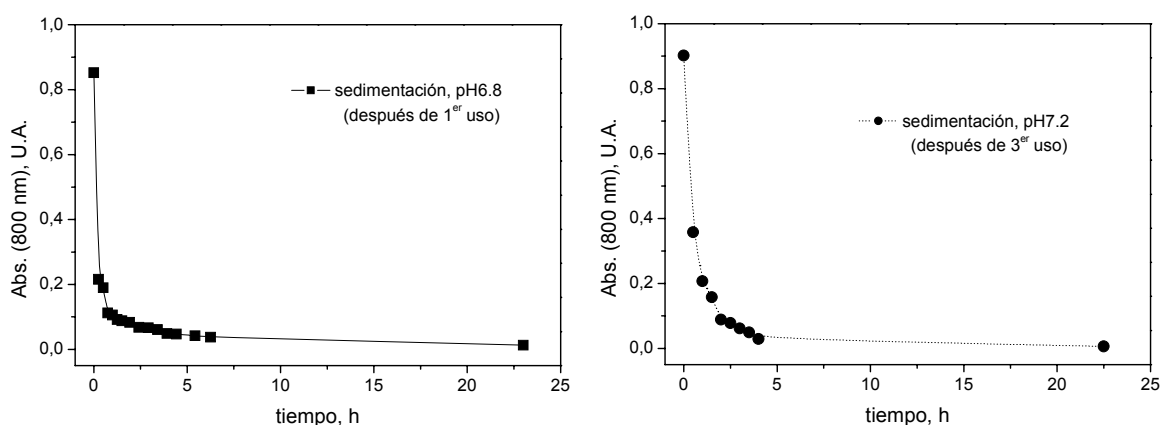 1,0
0,8
0,6
0,4
0,2
0,0
Abs. (800 nm), U.A.
sedimentación, pH6.8
(después de 1er uso)
0 5 10 15 20 25
tiempo, h
1,0
0,8
0,6
0,4
0,2
0,0
Abs. (800 nm), U.A.
sedimentación, pH7.2
(después de 3er uso)
0 5 10 15 20 25
tiempo, h